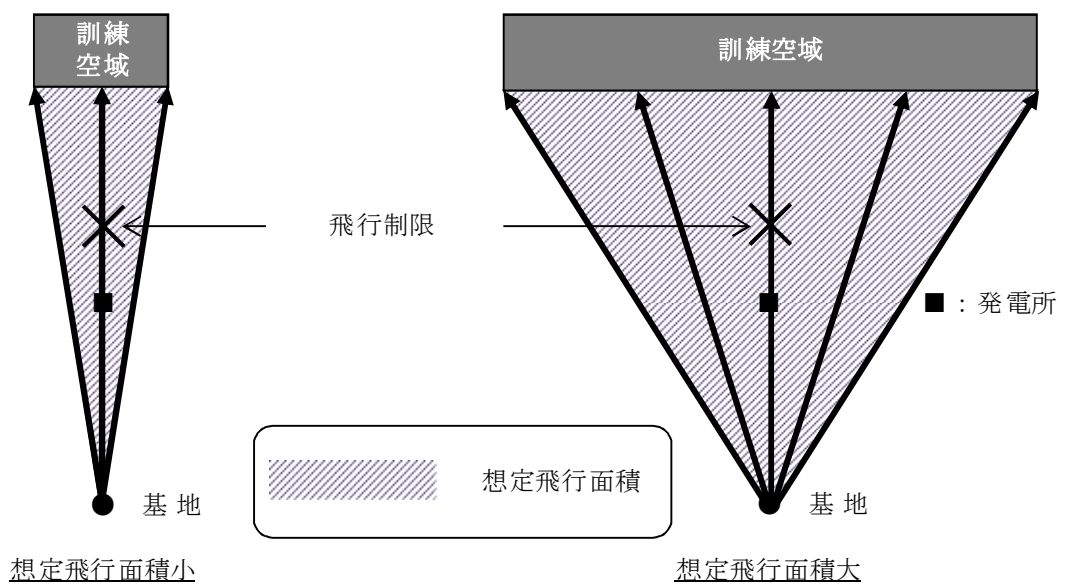 訓練
空域
訓練空域
飛行制限
■：発電所
想定飛行面積
基地
基地
想定飛行面積小
想定飛行面積大